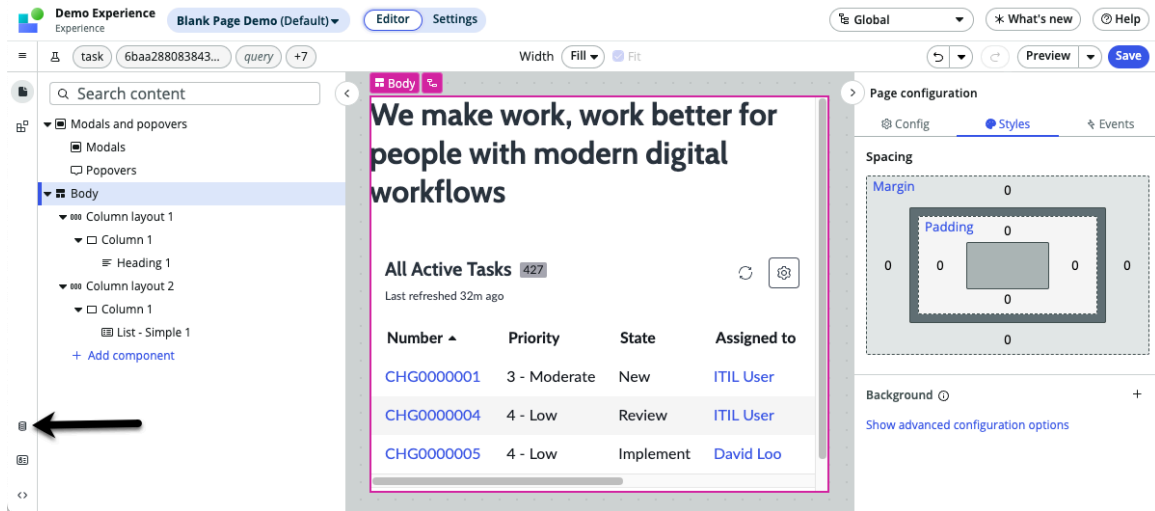 Demo Experience
Experience
Blank Page Demo (Default)
Editor
Settings
Global
What's new
Help
task
6baa288083843...
query
+7
Width
Fill
Fit
Preview
Save
Search content
Modals and popovers
Modals
Popovers
Body
Column layout 1
Column 1
Heading 1
Column layout 2
Column 1
List - Simple 1
+ Add component
Body
We make work, work better for
people with modern digital
workflows
All Active Tasks 427
Last refreshed 32m ago
Number Priority State Assigned to
CHG0000001 3 - Moderate New ITIL User
CHG0000004 4 - Low Review ITIL User
CHG0000005 4 - Low Implement David Loo
Page configuration
Config
Styles
Events
Spacing
Margin
0
Padding
0
0 0 0 0
0
0
Background
Show advanced configuration options